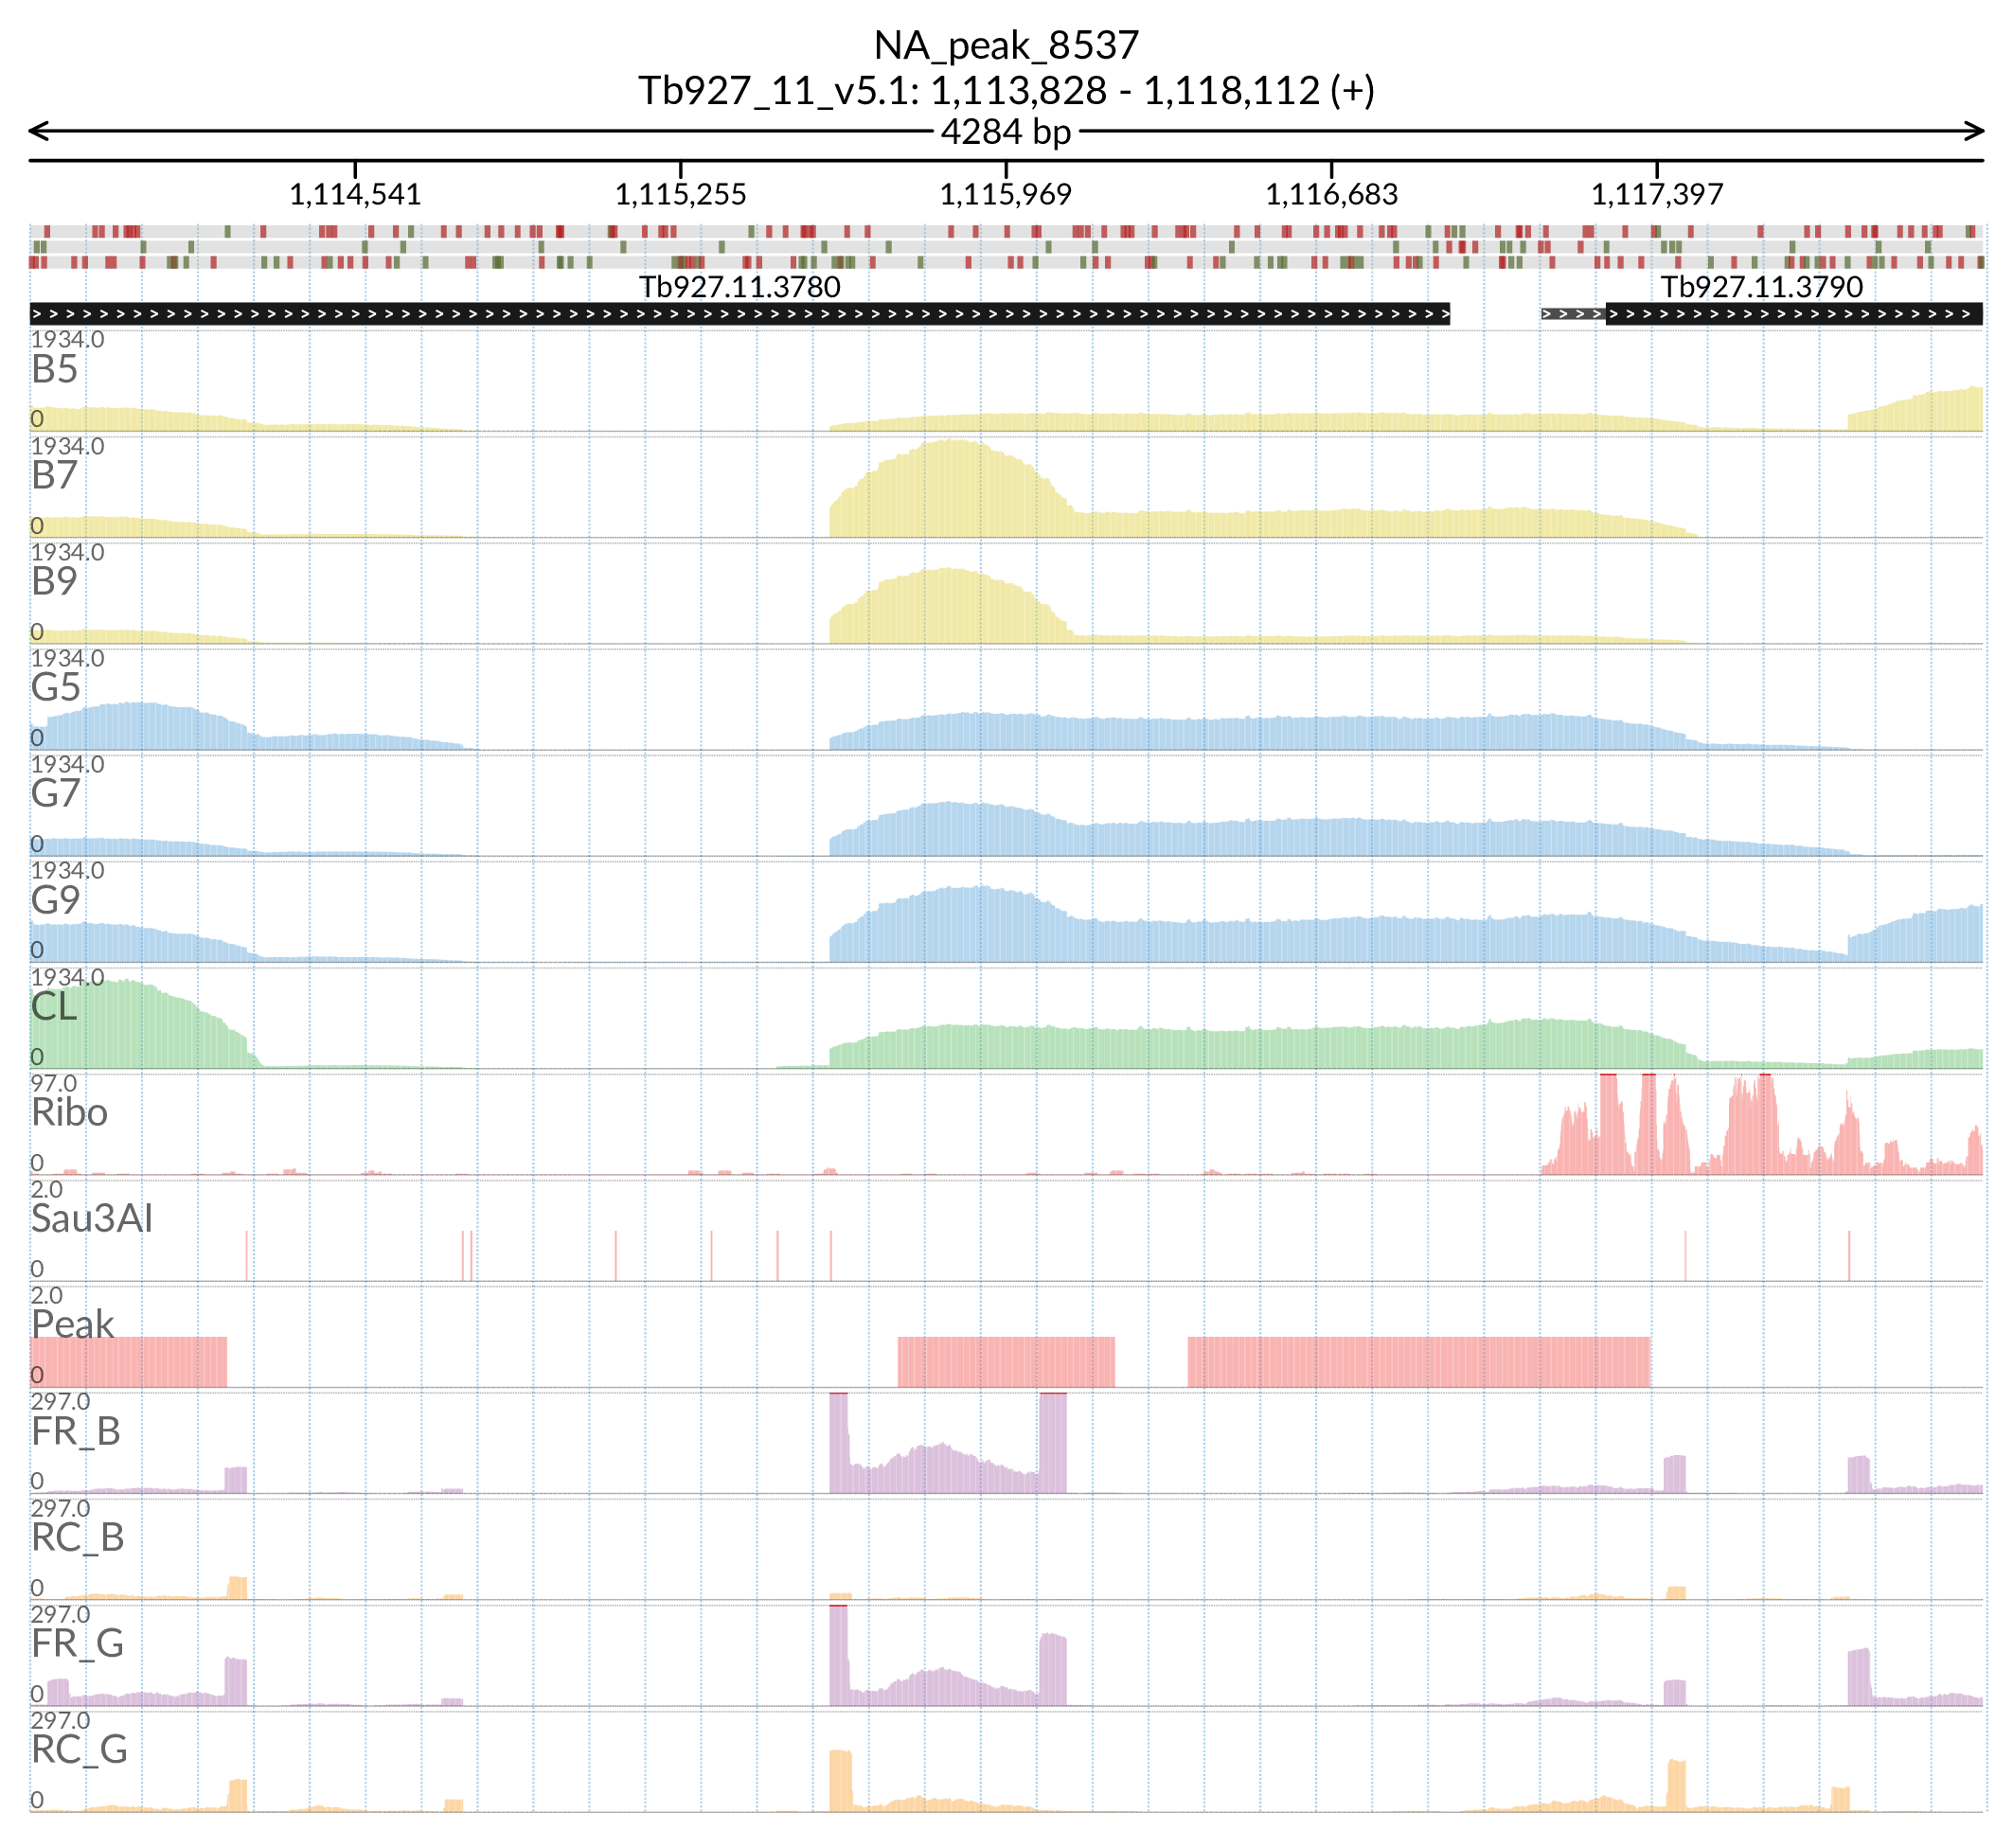 NA_peak_8537
Tb927_11_v5.1: 1,113,828 - 1,118,112 (+)
4284 bp
1,114,541 1,115,255 1,115,969 1,116,683 1,117,397
Tb927.11.3780 Tb927.11.3790
1934.0
B5
0
1934.0
B7
0
1934.0
B9
0
1934.0
G5
0
1934.0
G7
0
1934.0
G9
0
1934.0
CL
0
97.0
Ribo
0
2.0
Sau3AI
0
2.0
Peak
0
297.0
FR_B
0
297.0
RC_B
0
297.0
FR_G
0
297.0
RC_G
0